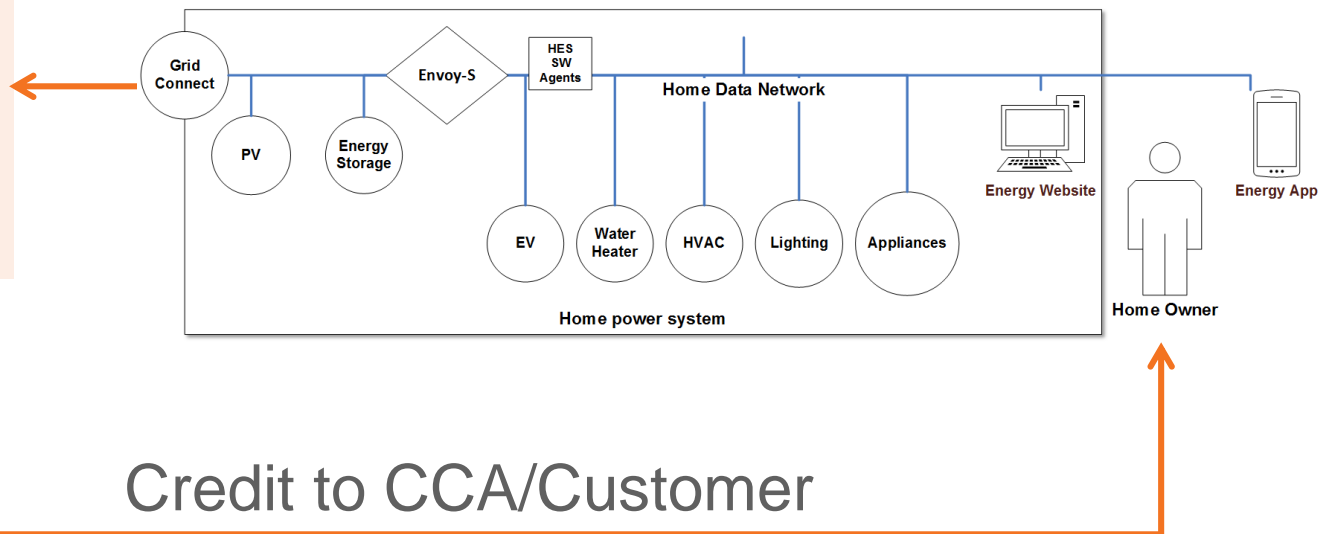 Grid
Connect
Envoy-S
HES
SW
Agents
Home Data Network
PV
Energy
Storage
Energy Website
Energy App
EV
Water
Heater
HVAC
Lighting
Appliances
Home Owner
Home power system
Credit to CCA/Customer